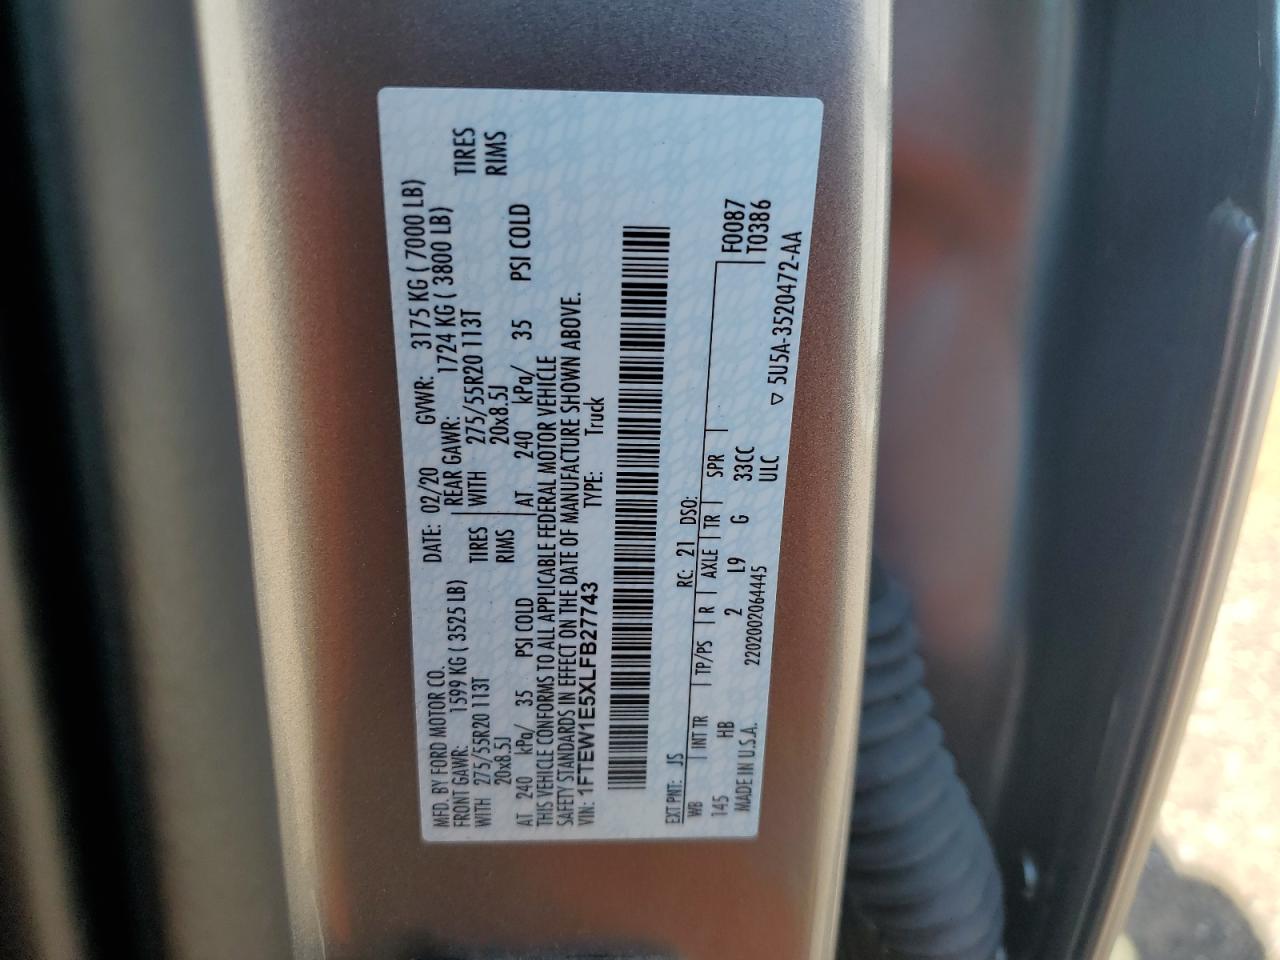 MFD. BY FORD MOTOR CO. DATE: 02/20 GVWR: 3175 KG ( 7000 LB)
FRONT GAWR: 1599 KG ( 3525 LB) REAR GAWR: 1724 KG ( 3800 LB)
WITH 275/55R20 113T TIRES WITH 275/55R20 113T TIRES
20x8.5J RIMS 20x8.5J RIMS
AT 240 kPa/ 35 PSI COLD AT 240 kPa/ 35 PSI COLD
THIS VEHICLE CONFORMS TO ALL APPLICABLE FEDERAL MOTOR VEHICLE
SAFETY STANDARDS IN EFFECT ON THE DATE OF MANUFACTURE SHOWN ABOVE.
VIN: 1FTEW1E5XLFB27743 TYPE: Truck
EXT PNT: JS RC: 21 DSO:
WB INT TR TP/PS R AXLE TR SPR F0087
145 HB 2 L9 G 33CC T0386
MADE IN U.S.A. 2202002064445 ULC
▽ 5U5A-3520472-AA